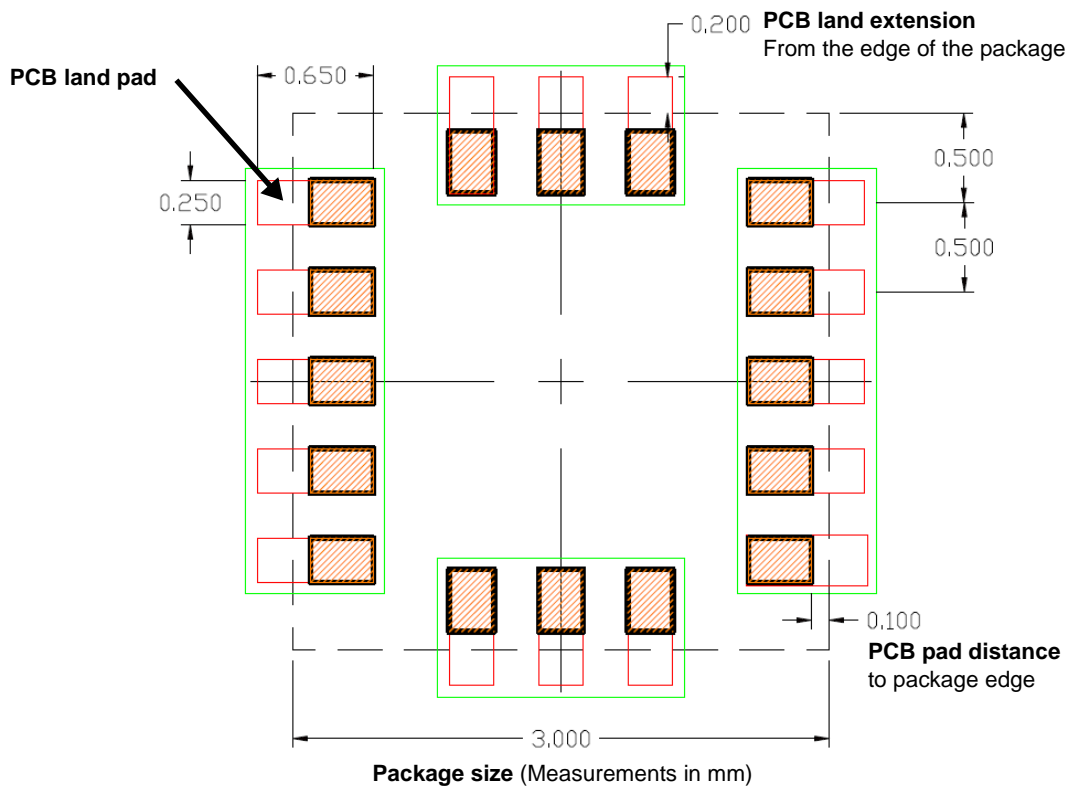 0.200 PCB land extension
From the edge of the package
PCB land pad
0.650
0.500
0.250
0.500
0.100
PCB pad distance
to package edge
3.000
Package size (Measurements in mm)